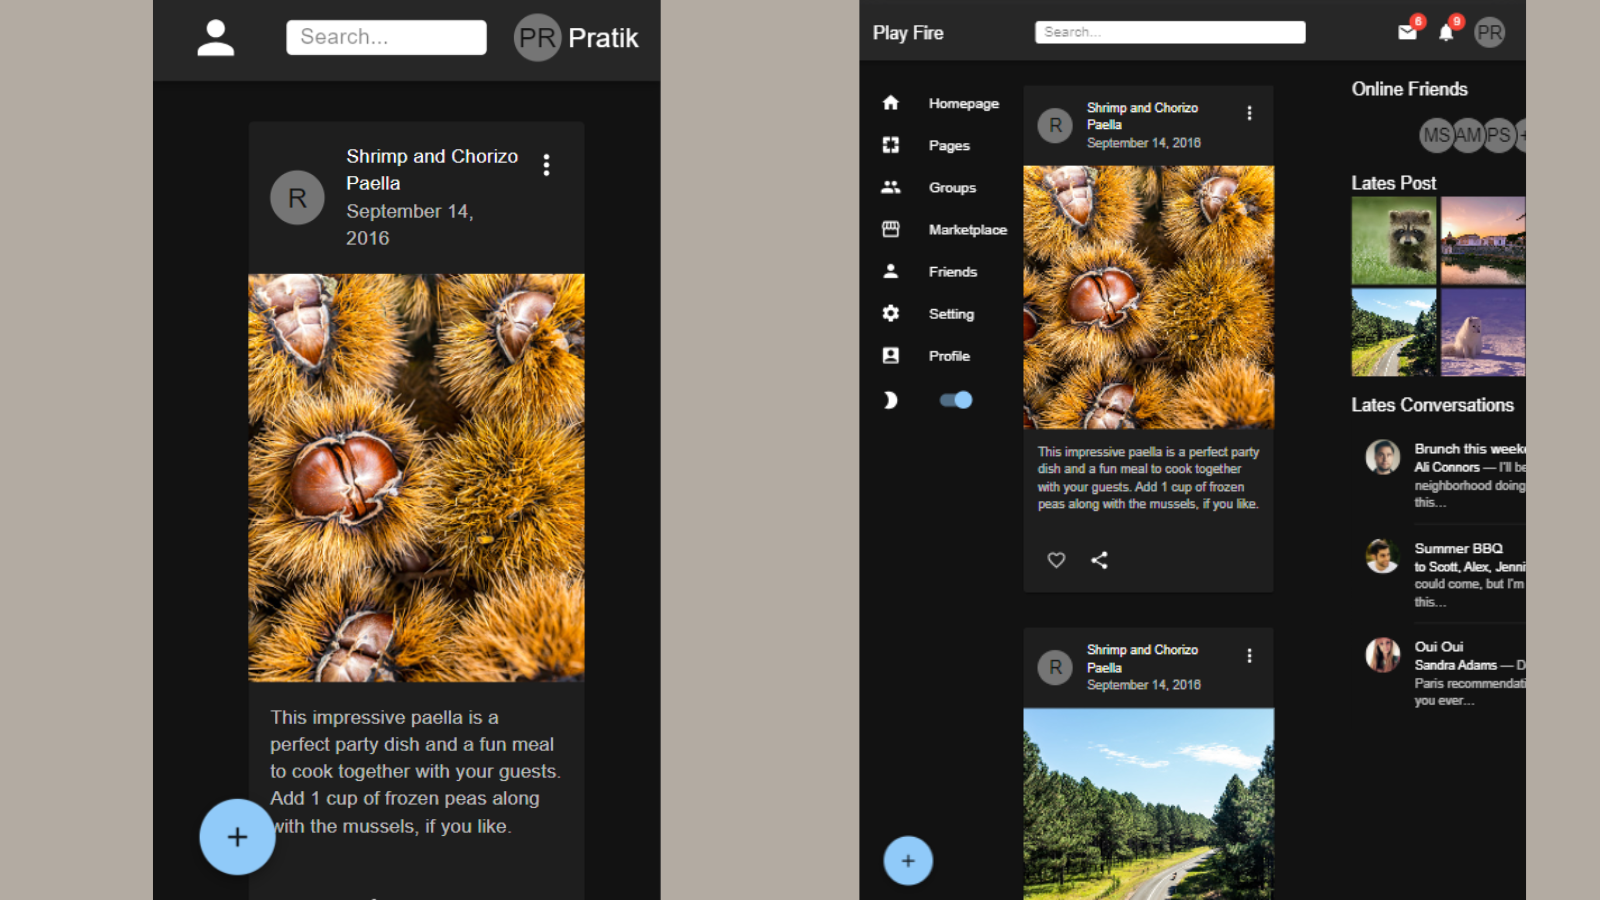 Search...
PR Pratik
R
Shrimp and Chorizo
Paella
September 14,
2016
This impressive paella is a
perfect party dish and a fun meal
to cook together with your guests.
Add 1 cup of frozen peas along
with the mussels, if you like.
+
Play Fire
Search...
6
9
PR
Homepage
Pages
Groups
Marketplace
Friends
Setting
Profile
R
Shrimp and Chorizo
Paella
September 14, 2016
This impressive paella is a perfect party
dish and a fun meal to cook together
with your guests. Add 1 cup of frozen
peas along with the mussels, if you like.
R
Shrimp and Chorizo
Paella
September 14, 2016
+
Online Friends
MS AM PS +
Lates Post
Lates Conversations
Brunch this weeke
Ali Connors — I'll be
neighborhood doing
this...
Summer BBQ
to Scott, Alex, Jenni
could come, but I'm
this...
Oui Oui
Sandra Adams — D
Paris recommendati
you ever...